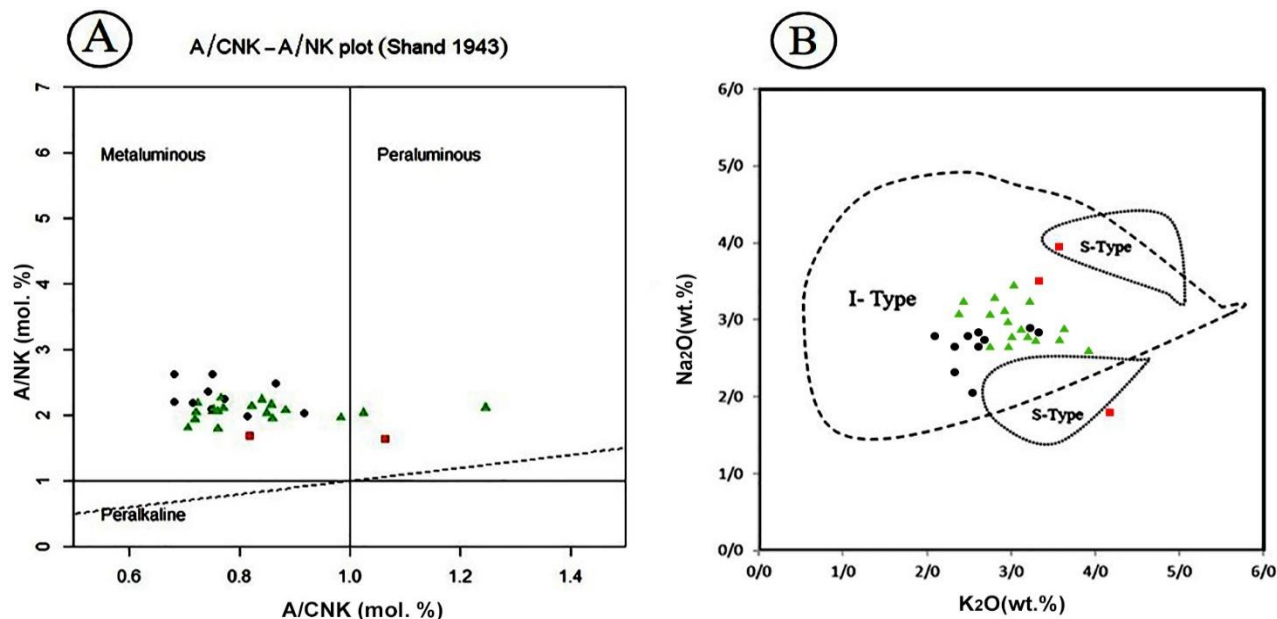 A
A/CNK – A/NK plot (Shand 1943)
7
6
5
4
3
2
1
0
A/NK (mol. %)
Metaluminous
Peraluminous
Peralkaline
0.6
0.8
1.0
1.2
1.4
A/CNK (mol. %)
B
6/0
5/0
4/0
3/0
2/0
1/0
0/0
Na2O(wt.%)
I- Type
S-Type
S-Type
0/0
1/0
2/0
3/0
4/0
5/0
6/0
K2O(wt.%)